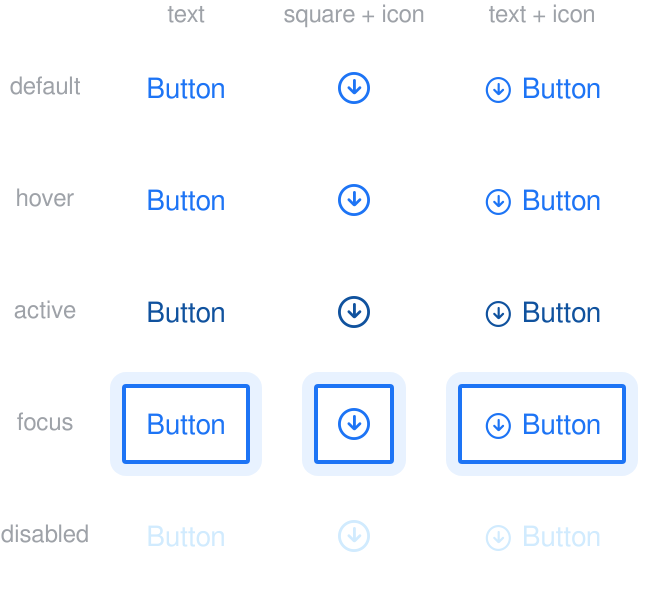 text square + icon text + icon
default Button Button
hover Button Button
active Button Button
focus Button Button
disabled Button Button